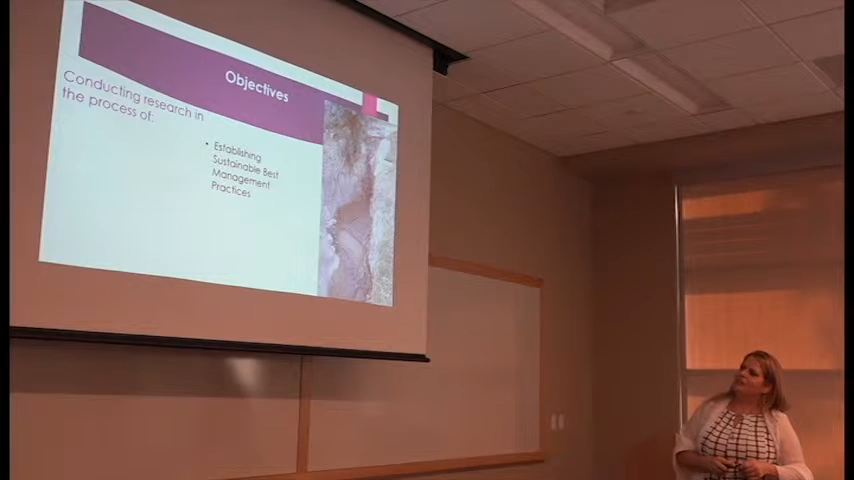 Objectives
Conducting research in
the process of:
• Establishing
Sustainable Best
Management
Practices